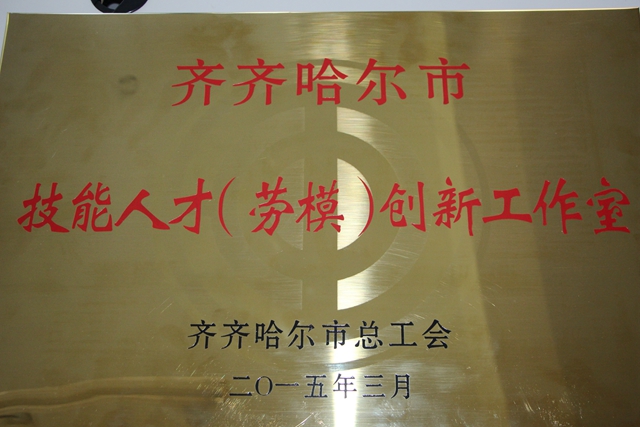 齐齐哈尔市
技能人才（劳模）创新工作室
齐齐哈尔市总工会
二〇一五年三月